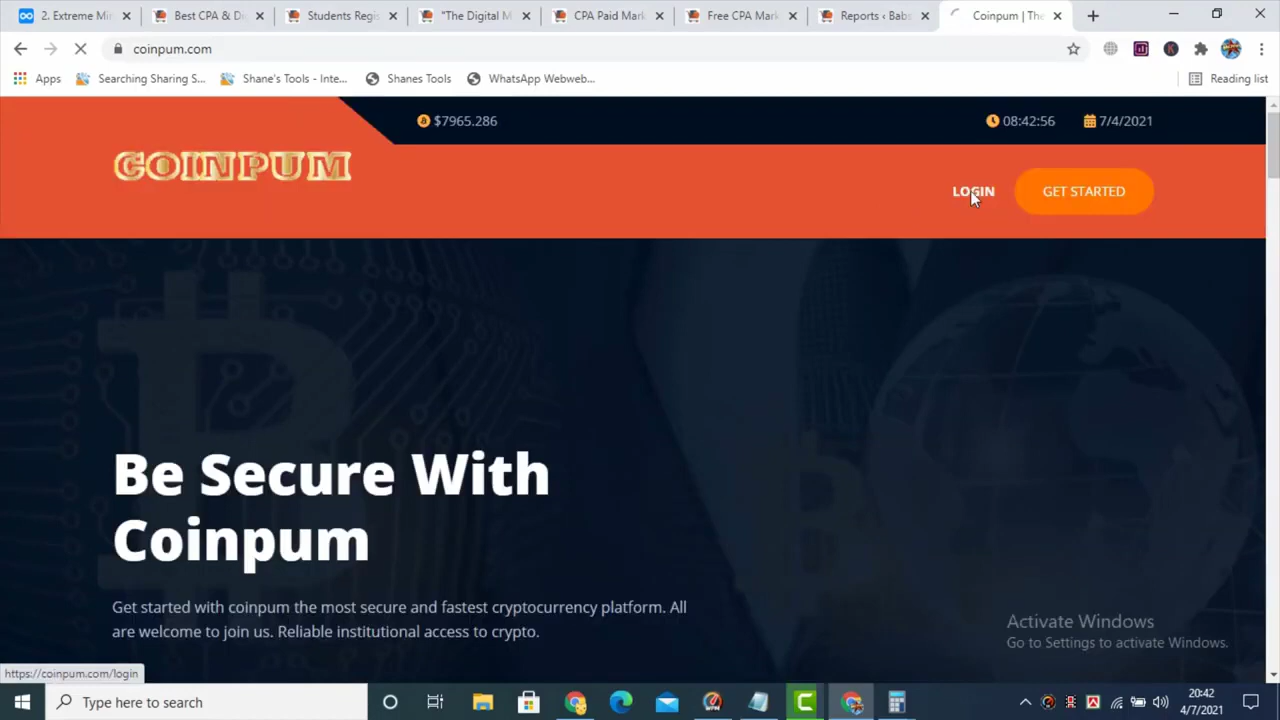 2. Extreme Mi
Best CPA & D
Students Regis
"The Digital M
CPA Paid Mark
Free CPA Mark
Reports ‹ Babs
Coinpum | The
coinpum.com
Apps
Searching Sharing S...
Shane's Tools - Inte...
Shanes Tools
WhatsApp Webweb...
Reading list
$7965.286
08:42:56
7/4/2021
COINPUM
LOGIN
GET STARTED
Be Secure With
Coinpum
Get started with coinpum the most secure and fastest cryptocurrency platform. All
are welcome to join us. Reliable institutional access to crypto.
Activate Windows
Go to Settings to activate Windows.
https://coinpum.com/login
Type here to search
20:42
4/7/2021